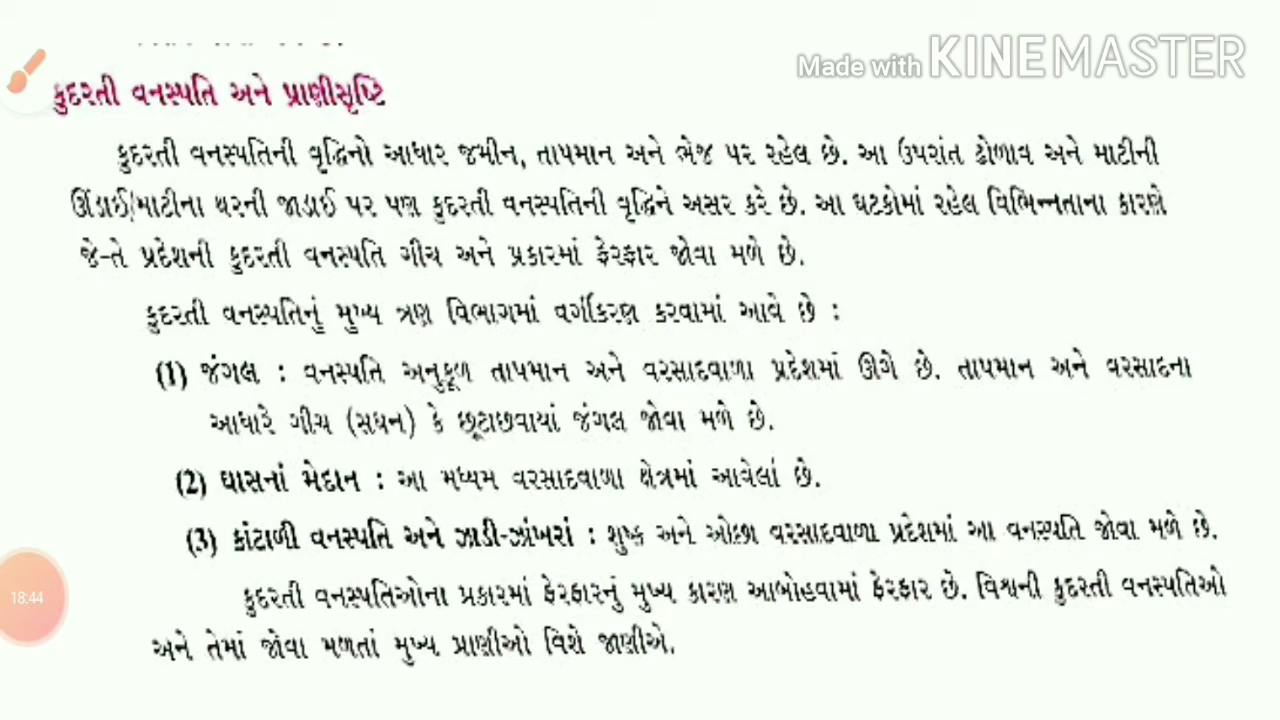 Made with KINEMASTER
કુદરતી વનસ્પતિ અને પ્રાણીસૃષ્ટિ
કુદરતી વનસ્પતિની વૃદ્ધિનો આધાર જમીન, તાપમાન અને ભેજ પર રહેલ છે. આ ઉપરાંત ઢોળાવ અને માટીની
ઊંડાઈ/માટીના થરની જાડાઈ પર પણ કુદરતી વનસ્પતિની વૃદ્ધિને અસર કરે છે. આ ઘટકોમાં રહેલ વિભિન્નતાના કારણે
જે-તે પ્રદેશની કુદરતી વનસ્પતિ ગીચ અને પ્રકારમાં ફેરફાર જોવા મળે છે.
કુદરતી વનસ્પતિનું મુખ્ય ત્રણ વિભાગમાં વર્ગીકરણ કરવામાં આવે છે :
(1) જંગલ : વનસ્પતિ અનુકૂળ તાપમાન અને વરસાદવાળા પ્રદેશમાં ઊગે છે. તાપમાન અને વરસાદના
આધારે ગીચ (સઘન) કે છૂટાછવાયાં જંગલ જોવા મળે છે.
(2) ઘાસનાં મેદાન : આ મધ્યમ વરસાદવાળા ક્ષેત્રમાં આવેલાં છે.
(3) કાંટાળી વનસ્પતિ અને ઝાડી-ઝાંખરાં : શુષ્ક અને ઓછા વરસાદવાળા પ્રદેશમાં આ વનસ્પતિ જોવા મળે છે.
કુદરતી વનસ્પતિઓના પ્રકારમાં ફેરફારનું મુખ્ય કારણ આબોહવામાં ફેરફાર છે. વિશ્વની કુદરતી વનસ્પતિઓ
18:44
અને તેમાં જોવા મળતાં મુખ્ય પ્રાણીઓ વિશે જાણીએ.